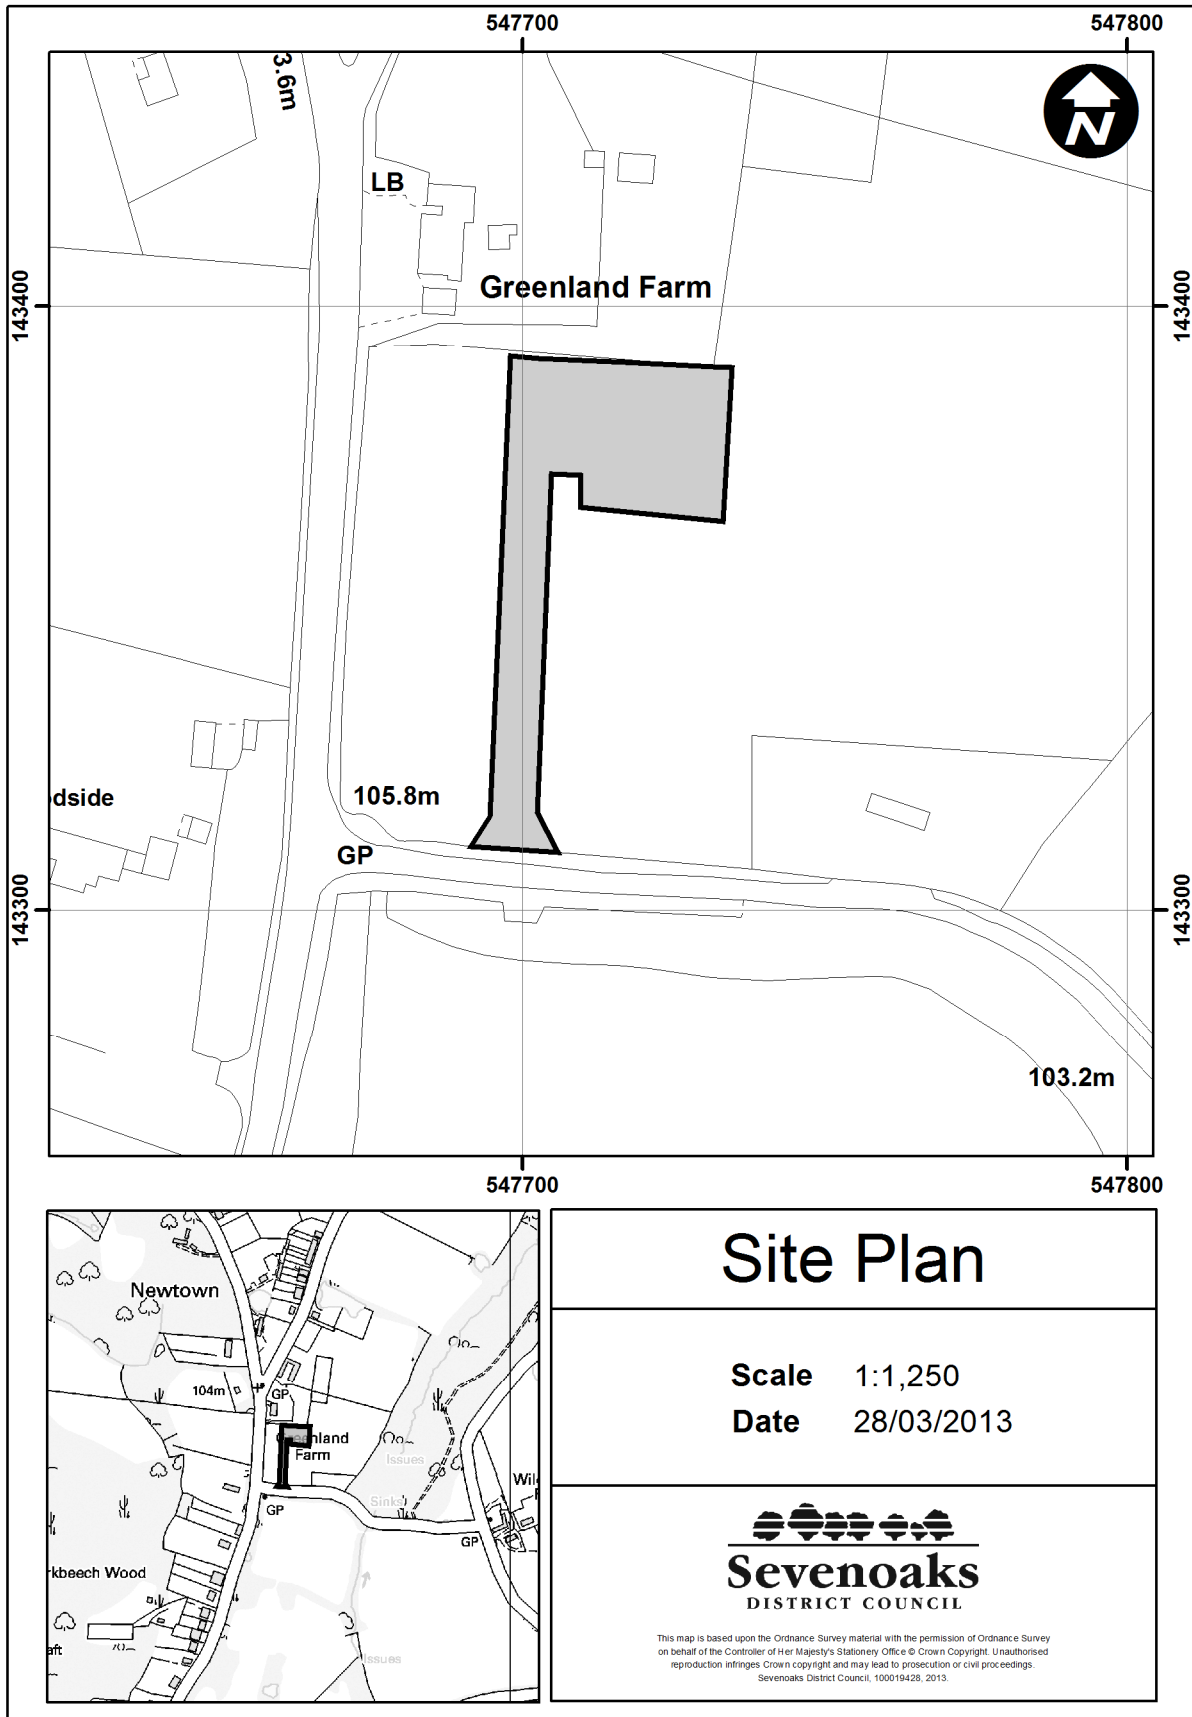 547700
547800
3.6m
N
LB
Greenland Farm
143400
143400
dside
105.8m
GP
143300
143300
103.2m
547700
547800
Newtown
104m
GP
Greenland
Farm
Issues
Sinks
GP
GP
Wil
rkbeech Wood
aft
Issues
Site Plan
Scale 1:1,250
Date 28/03/2013
Sevenoaks
DISTRICT COUNCIL
This map is based upon the Ordnance Survey material with the permission of Ordnance Survey
on behalf of the Controller of Her Majesty's Stationery Office © Crown Copyright. Unauthorised
reproduction infringes Crown copyright and may lead to prosecution or civil proceedings.
Sevenoaks District Council, 100019428, 2013.